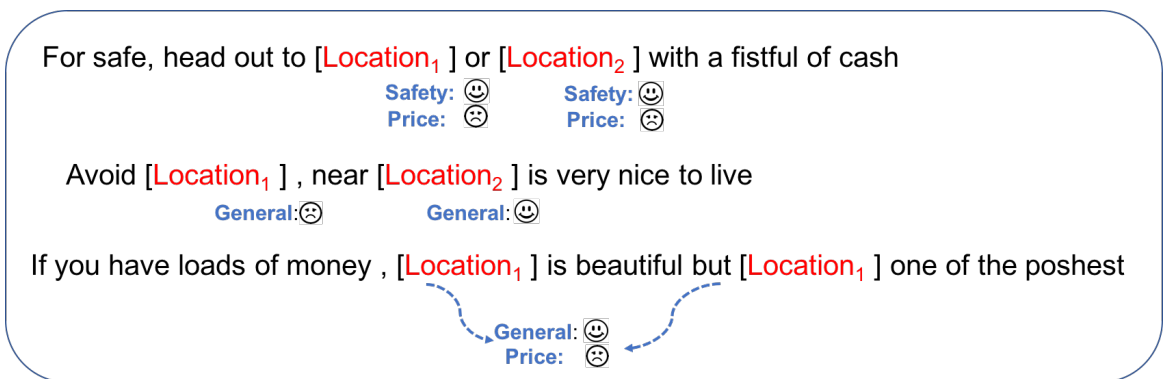 For safe, head out to [Location1 ] or [Location2 ] with a fistful of cash
Safety: Safety:
Price: Price:
Avoid [Location1 ] , near [Location2 ] is very nice to live
General: General:
If you have loads of money , [Location1 ] is beautiful but [Location1 ] one of the poshest
General:
Price: